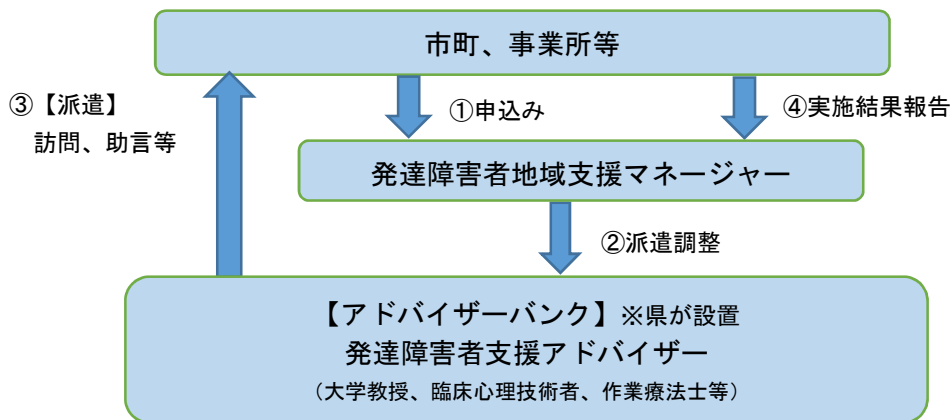 市町、事業所等
③【派遣】
訪問、助言等
①申込み
④実施結果報告
発達障害者地域支援マネージャー
②派遣調整
【アドバイザーバンク】※県が設置
発達障害者支援アドバイザー
（大学教授、臨床心理技術者、作業療法士等）